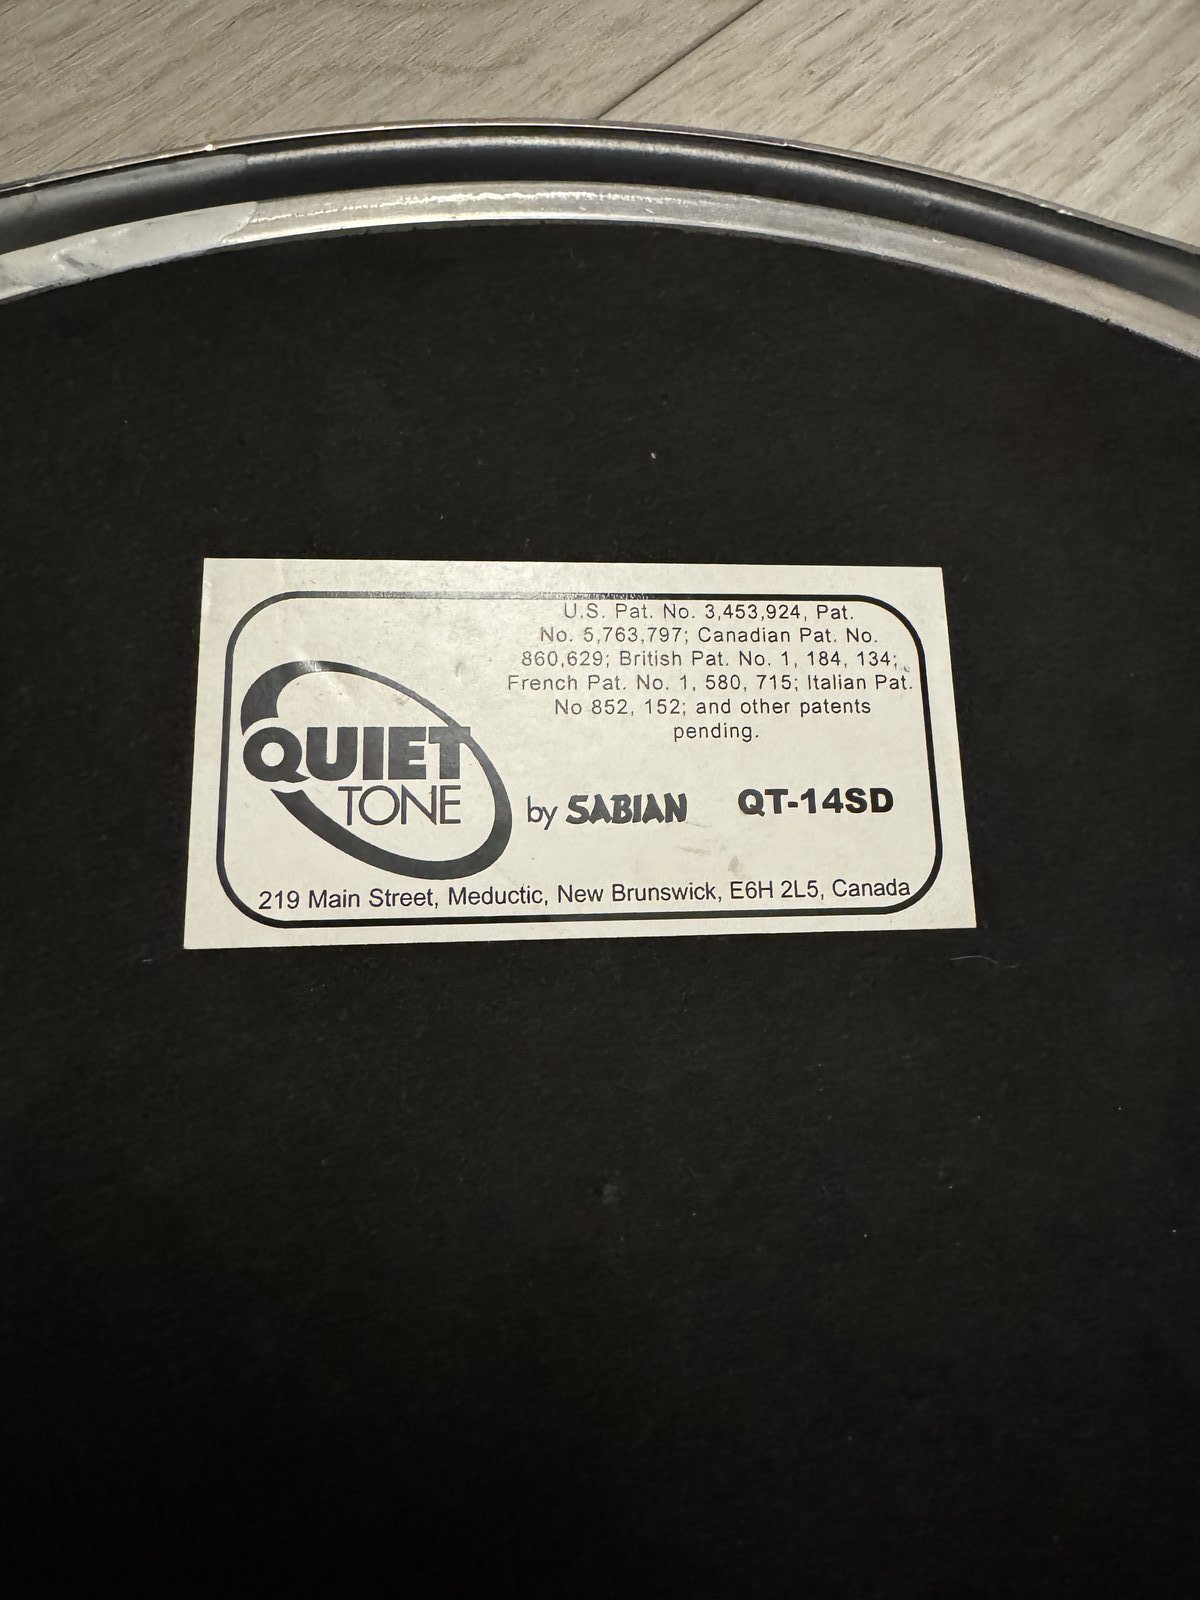 U.S. Pat. No. 3,453,924, Pat.
No. 5,763,797; Canadian Pat. No.
860,629; British Pat. No. 1, 184, 134;
French Pat. No. 1, 580, 715; Italian Pat.
No 852, 152; and other patents
pending.
QUIET
TONE
by SABIAN QT-14SD
219 Main Street, Meductic, New Brunswick, E6H 2L5, Canada